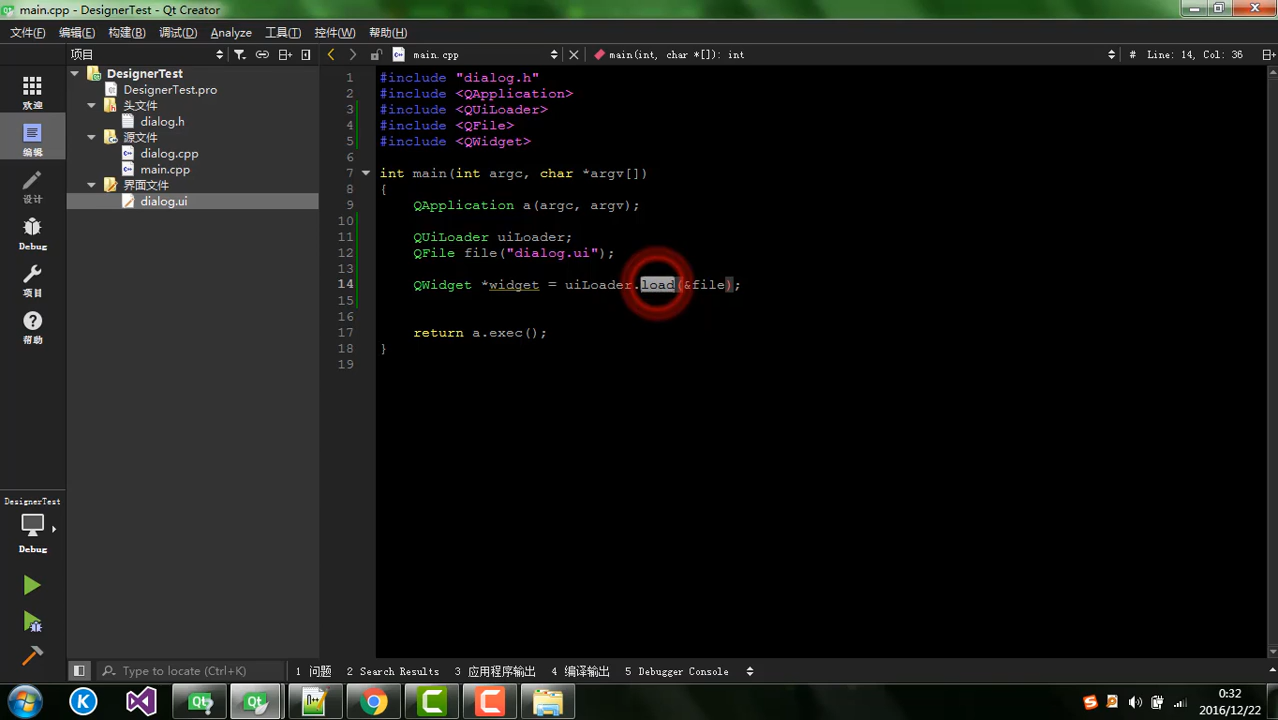 main.cpp - DesignerTest - Qt Creator
文件(F) 编辑(E) 构建(B) 调试(D) Analyze 工具(T) 控件(W) 帮助(H)
项目
main.cpp
main(int, char *[]): int
Line: 14, Col: 36
欢迎
编辑
设计
Debug
项目
帮助
DesignerTest
Debug
DesignerTest
DesignerTest.pro
头文件
dialog.h
源文件
dialog.cpp
main.cpp
界面文件
dialog.ui
1 #include "dialog.h"
2 #include <QApplication>
3 #include <QUiLoader>
4 #include <QFile>
5 #include <QWidget>
6
7 int main(int argc, char *argv[])
8 {
9 QApplication a(argc, argv);
10
11 QUiLoader uiLoader;
12 QFile file("dialog.ui");
13
14 QWidget *widget = uiLoader.load(&file);
15
16
17 return a.exec();
18 }
19
Type to locate (Ctrl+K)
1 问题 2 Search Results 3 应用程序输出 4 编译输出 5 Debugger Console
0:32
2016/12/22